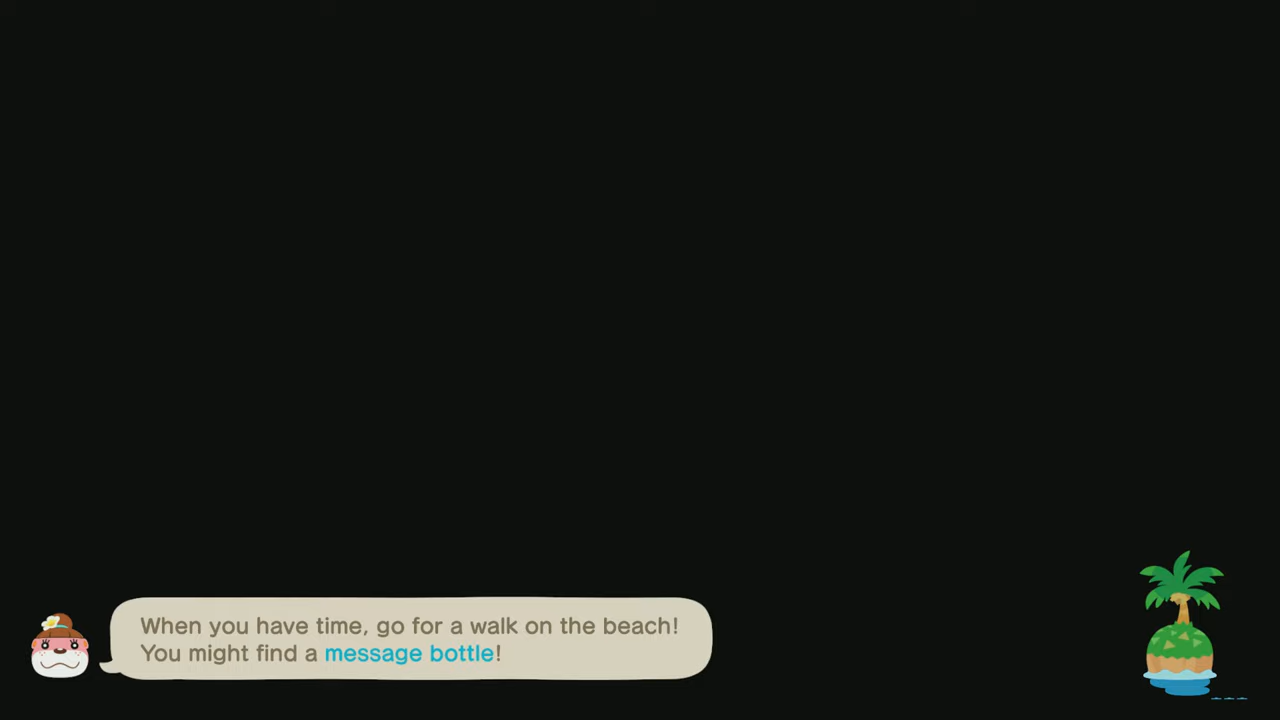 When you have time, go for a walk on the beach!
You might find a message bottle!